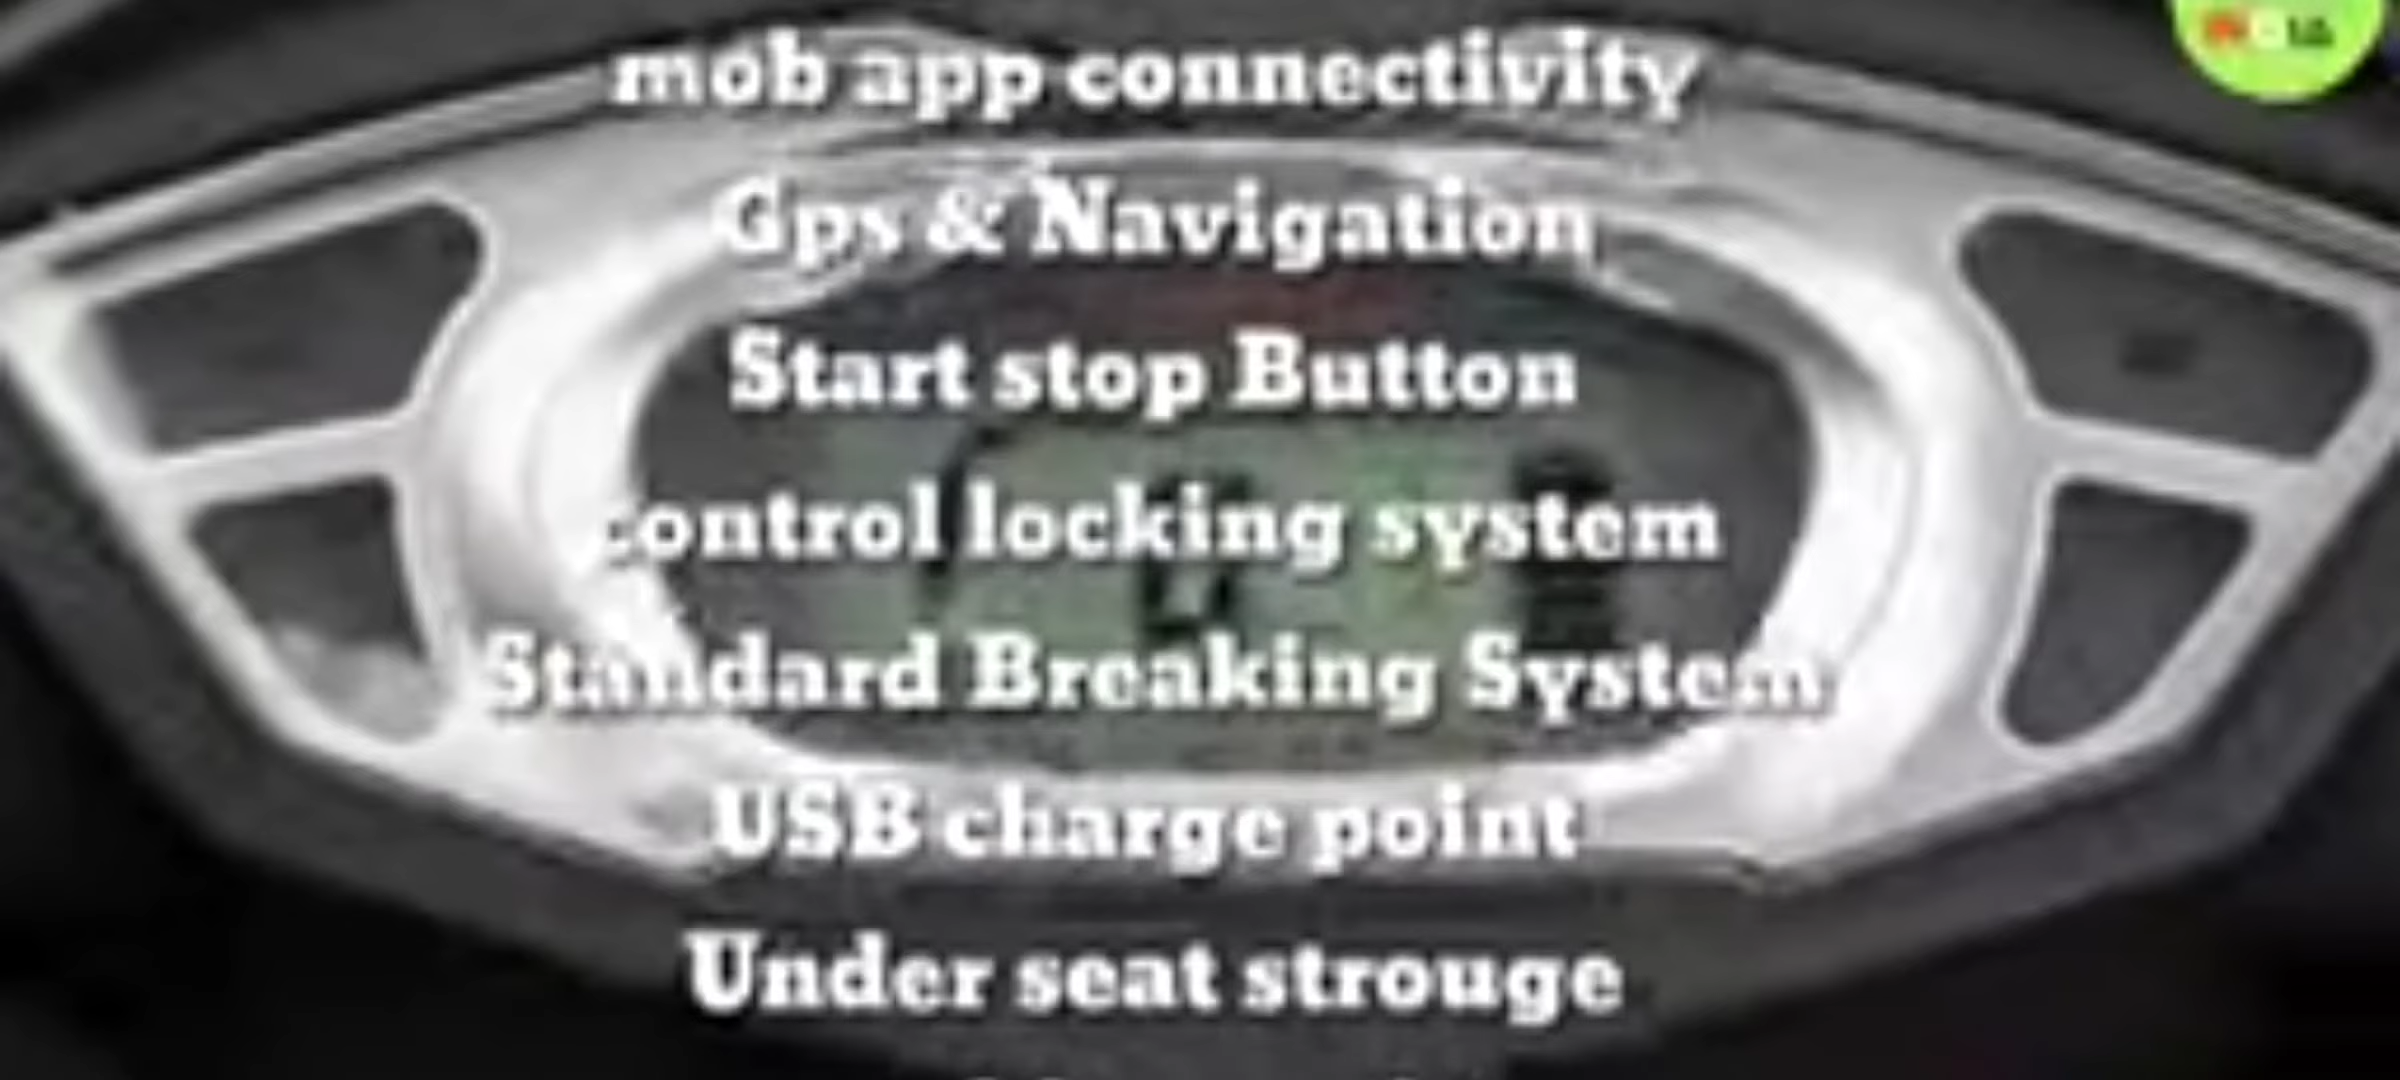 mob app connectivity
Gps & Navigation
Start stop Button
control locking system
Standard Breaking System
USB charge point
Under seat strouge